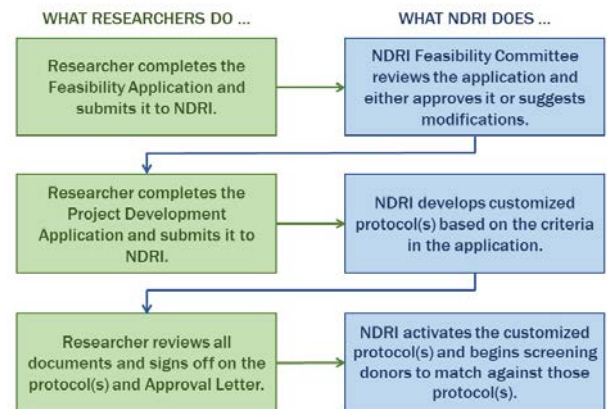 WHAT RESEARCHERS DO ...
WHAT NDRI DOES ...
Researcher completes the
Feasibility Application and
submits it to NDRI.
NDRI Feasibility Committee
reviews the application and
either approves it or suggests
modifications.
Researcher completes the
Project Development
Application and submits it to
NDRI.
NDRI develops customized
protocol(s) based on the criteria
in the application.
Researcher reviews all
documents and signs off on the
protocol(s) and Approval Letter.
NDRI activates the customized
protocol(s) and begins screening
donors to match against those
protocol(s).